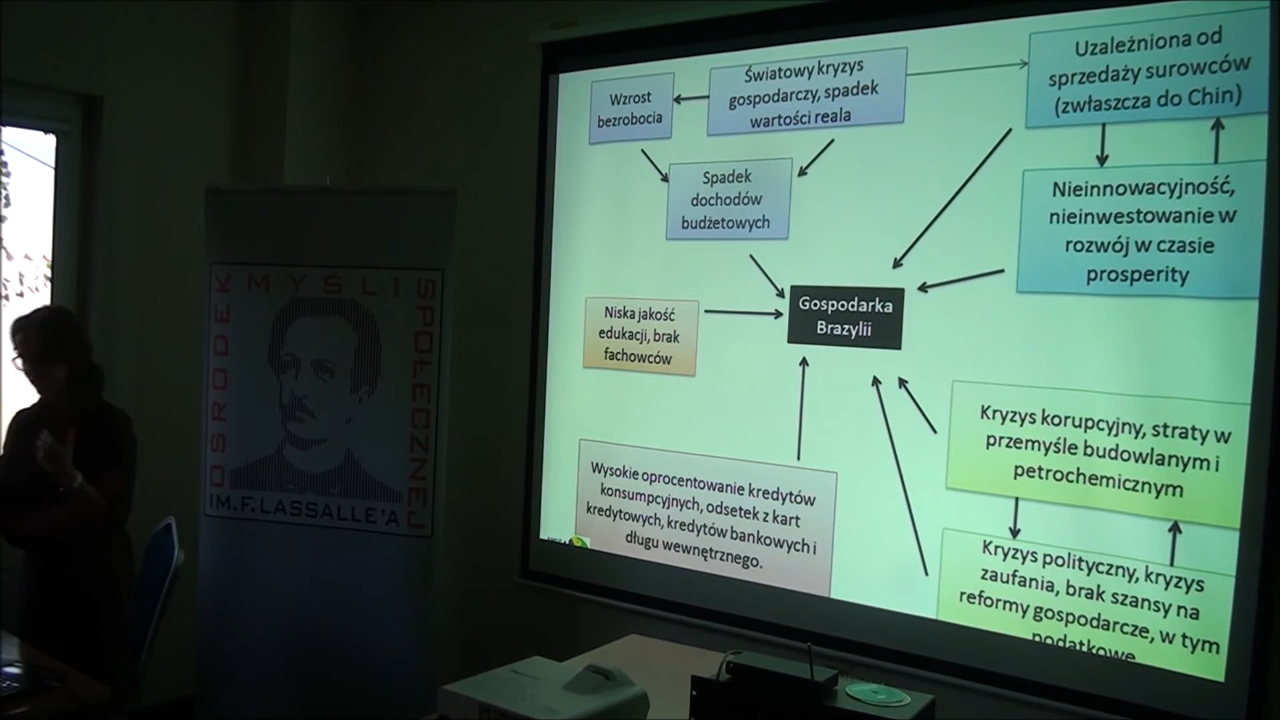 OŚRODEK
MYŚLI
SPOŁECZNEJ
IM. F. LASSALLE'A
Wzrost
bezrobocia
Światowy kryzys
gospodarczy, spadek
wartości reala
Uzależniona od
sprzedaży surowców
(zwłaszcza do Chin)
Spadek
dochodów
budżetowych
Nieinnowacyjność,
nieinwestowanie w
rozwój w czasie
prosperity
Niska jakość
edukacji, brak
fachowców
Gospodarka
Brazylii
Wysokie oprocentowanie kredytów
konsumpcyjnych, odsetek z kart
kredytowych, kredytów bankowych i
długu wewnętrznego.
Kryzys korupcyjny, straty w
przemyśle budowlanym i
petrochemicznym
Kryzys polityczny, kryzys
zaufania, brak szansy na
reformy gospodarcze, w tym
podatkowe